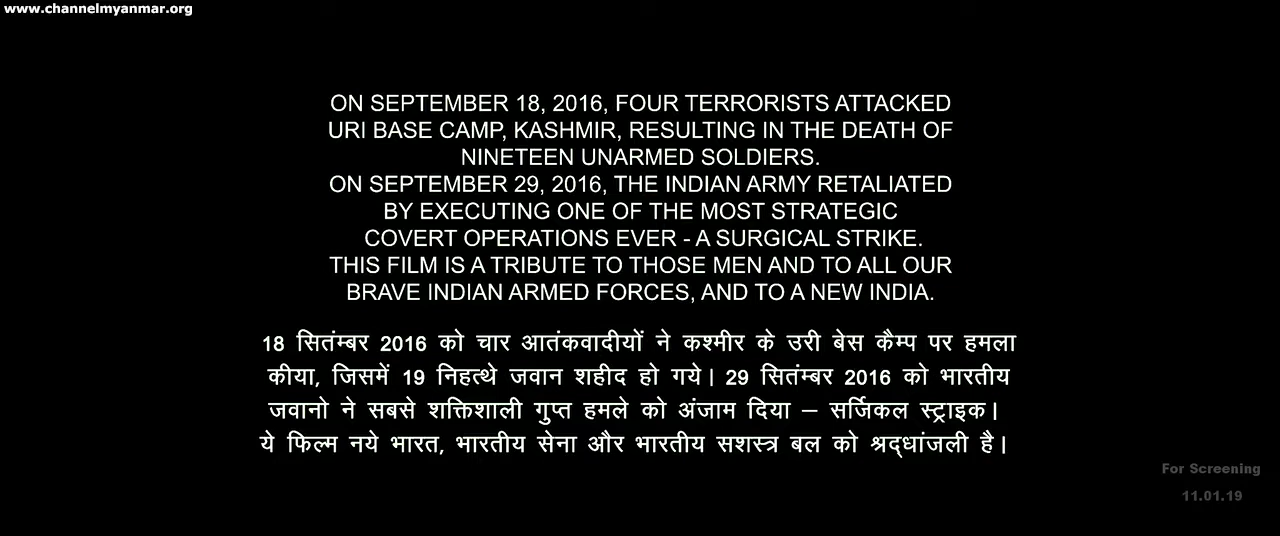 www.channelmyanmar.org
ON SEPTEMBER 18, 2016, FOUR TERRORISTS ATTACKED
URI BASE CAMP, KASHMIR, RESULTING IN THE DEATH OF
NINETEEN UNARMED SOLDIERS.
ON SEPTEMBER 29, 2016, THE INDIAN ARMY RETALIATED
BY EXECUTING ONE OF THE MOST STRATEGIC
COVERT OPERATIONS EVER - A SURGICAL STRIKE.
THIS FILM IS A TRIBUTE TO THOSE MEN AND TO ALL OUR
BRAVE INDIAN ARMED FORCES, AND TO A NEW INDIA.
18 सितंम्बर 2016 को चार आतंकवादीयों ने कश्मीर के उरी बेस कैम्प पर हमला
कीया, जिसमें 19 निहत्थे जवान शहीद हो गये। 29 सितंम्बर 2016 को भारतीय
जवानो ने सबसे शक्तिशाली गुप्त हमले को अंजाम दिया – सर्जिकल स्ट्राइक।
ये फिल्म नये भारत, भारतीय सेना और भारतीय सशस्त्र बल को श्रद्धांजली है।
For Screening
11.01.19